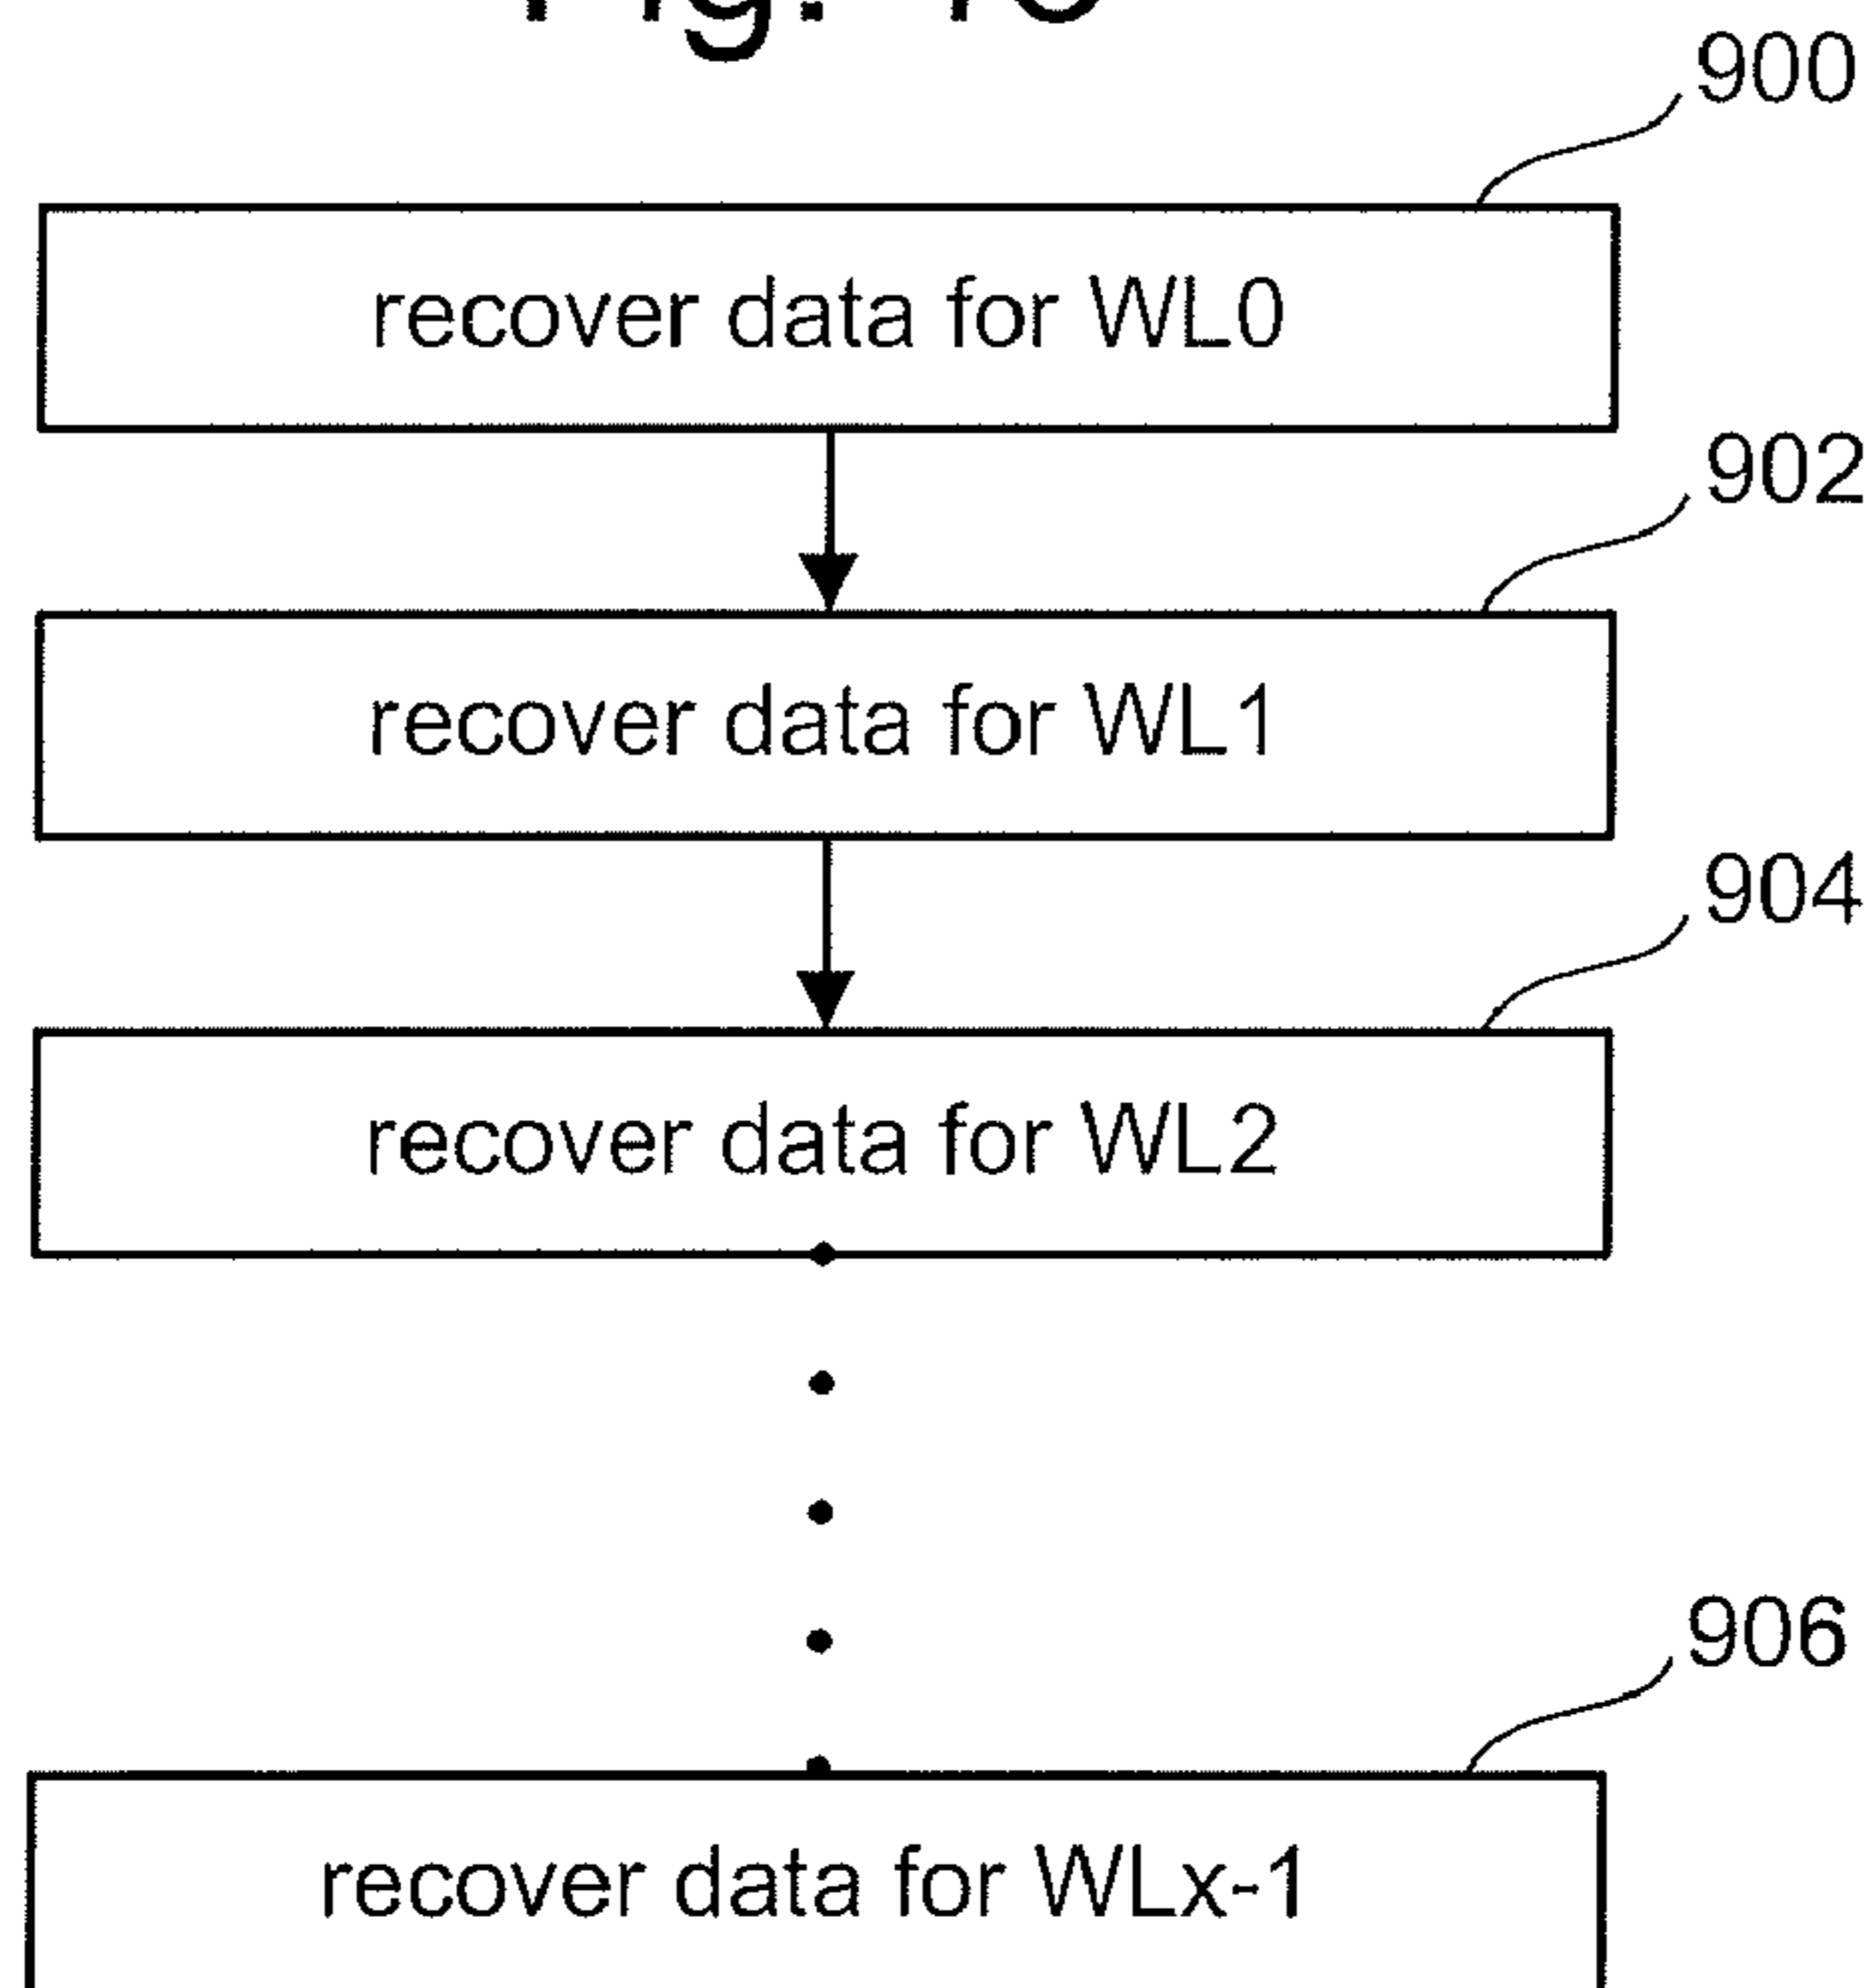 900
recover data for WL0
902
recover data for WL1
904
recover data for WL2
906
recover data for WLx-1